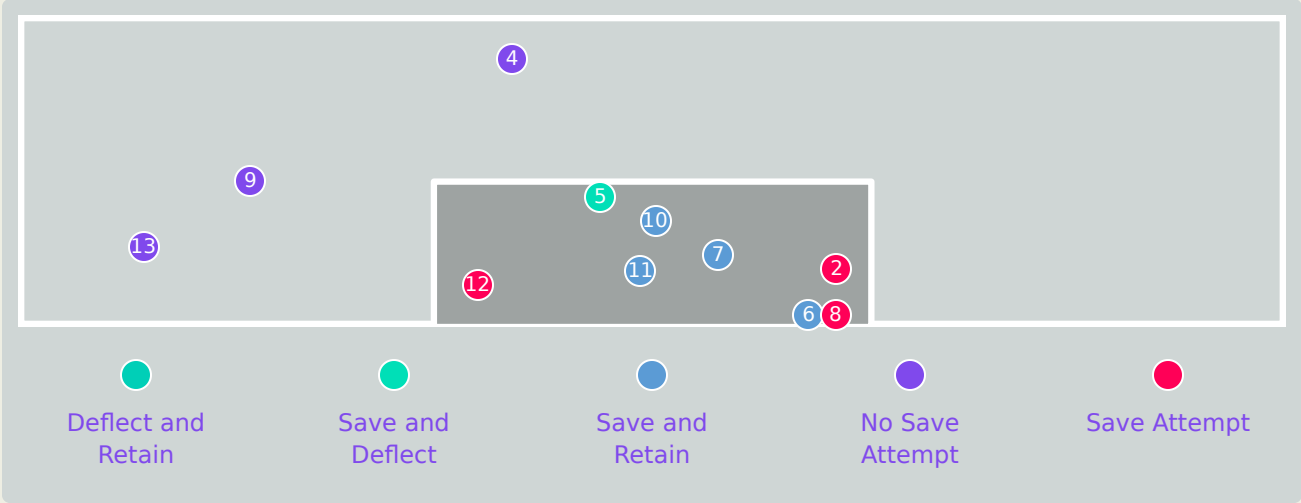 4
9
5
10
13
7
11
2
12
6
8
Deflect and
Retain
Save and
Deflect
Save and
Retain
No Save
Attempt
Save Attempt